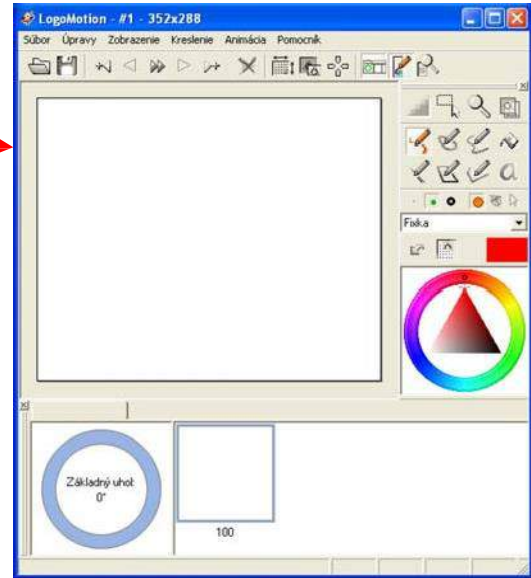 LogoMotion - #1 - 352x288
Súbor Úpravy Zobrazenie Kreslenie Animácia Pomocník
a
Fixka
Základný uhol:
0°
100